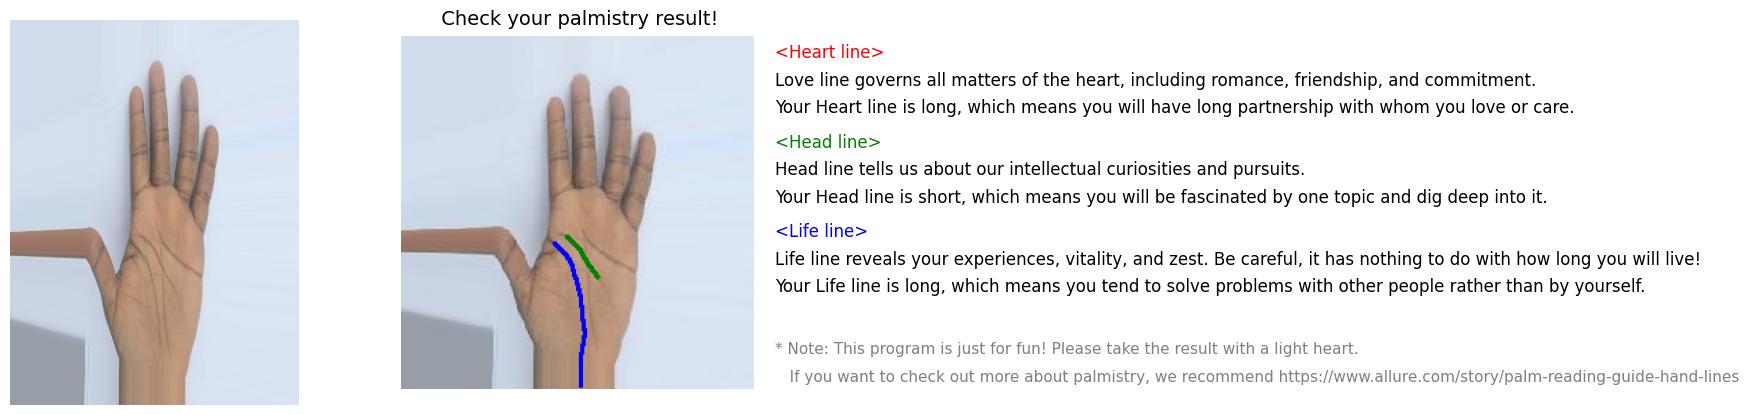 Check your palmistry result!
<Heart line>
Love line governs all matters of the heart, including romance, friendship, and commitment.
Your Heart line is long, which means you will have long partnership with whom you love or care.
<Head line>
Head line tells us about our intellectual curiosities and pursuits.
Your Head line is short, which means you will be fascinated by one topic and dig deep into it.
<Life line>
Life line reveals your experiences, vitality, and zest. Be careful, it has nothing to do with how long you will live!
Your Life line is long, which means you tend to solve problems with other people rather than by yourself.
* Note: This program is just for fun! Please take the result with a light heart.
If you want to check out more about palmistry, we recommend https://www.allure.com/story/palm-reading-guide-hand-lines